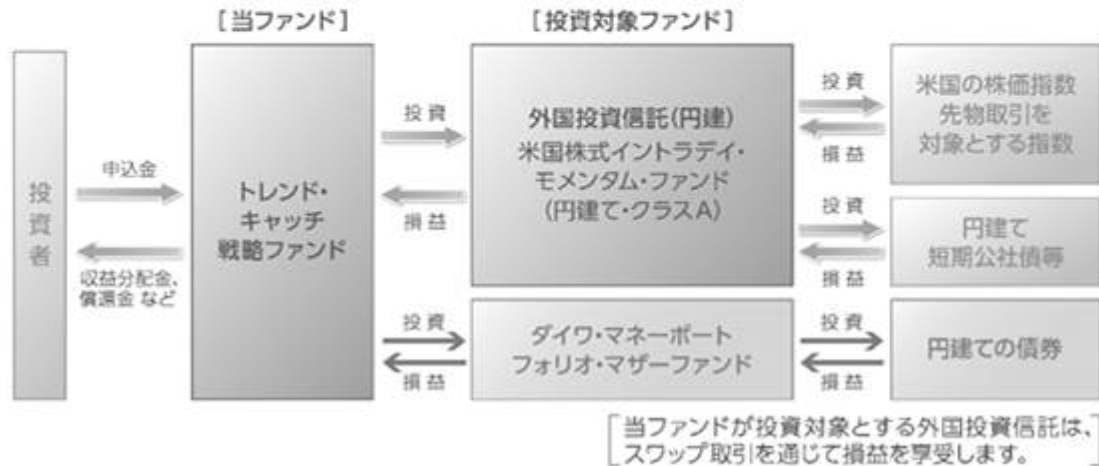 [当ファンド]
[投資対象ファンド]
投資者
申込金
収益分配金、
償還金 など
トレンド・
キャッチ
戦略ファンド
投資
損益
投資
損益
外国投資信託(円建)
米国株式イントラデイ・
モメンタム・ファンド
(円建て・クラスA)
ダイワ・マネーポート
フォリオ・マザーファンド
投資
損益
投資
損益
投資
損益
米国の株価指数
先物取引を
対象とする指数
円建て
短期公社債等
円建ての債券
[当ファンドが投資対象とする外国投資信託は、
スワップ取引を通じて損益を享受します。]